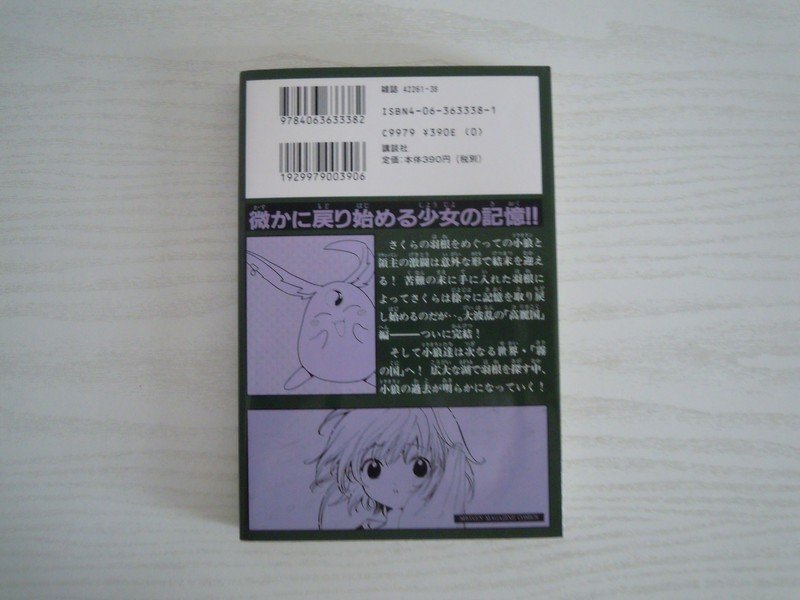 雑誌 42261-38
ISBN4-06-363338-1
9784063633382
C9979 ¥390E (0)
講談社
定価:本体390円(税別)
1929979003906
微かに戻り始める少女の記憶!!
さくらの羽根をめぐっての小狼と
領主の激闘は意外な形で結末を迎え
る! 苦難の末に手に入れた羽根に
よってさくらは徐々に記憶を取り戻
し始めるのだが…。大波乱の「高麗国」
編――ついに完結!
そして小狼達は次なる世界・「霧
の国」へ! 広大な湖で羽根を探す中、
小狼の過去が明らかになっていく!
SHONEN MAGAZINE COMICS